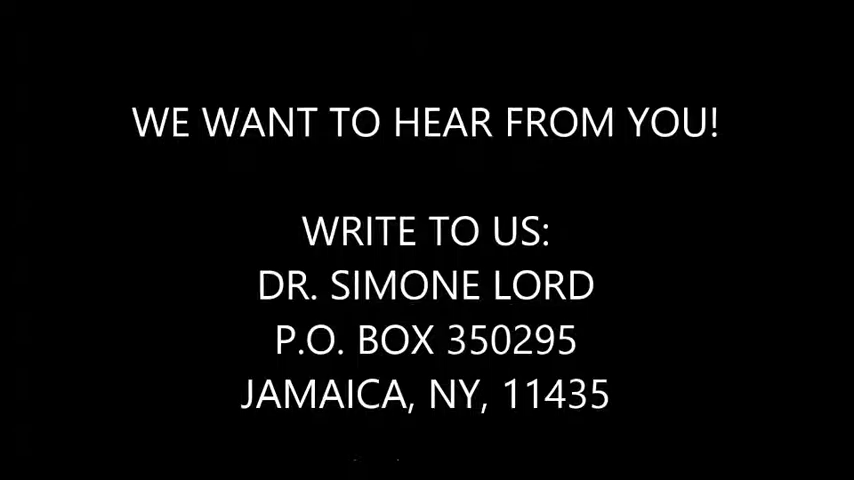 WE WANT TO HEAR FROM YOU!
WRITE TO US:
DR. SIMONE LORD
P.O. BOX 350295
JAMAICA, NY, 11435